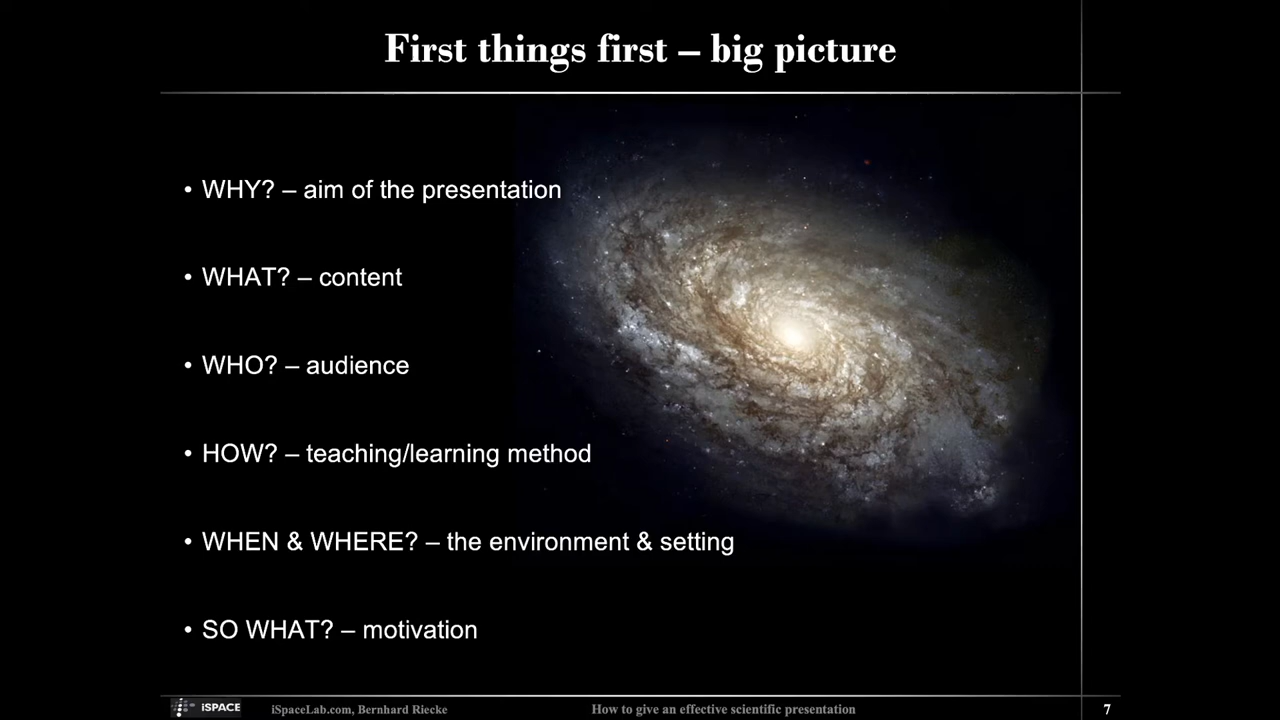 First things first – big picture
• WHY? – aim of the presentation
• WHAT? – content
• WHO? – audience
• HOW? – teaching/learning method
• WHEN & WHERE? – the environment & setting
• SO WHAT? – motivation
iSPACE
iSpaceLab.com, Bernhard Riecke
How to give an effective scientific presentation
7